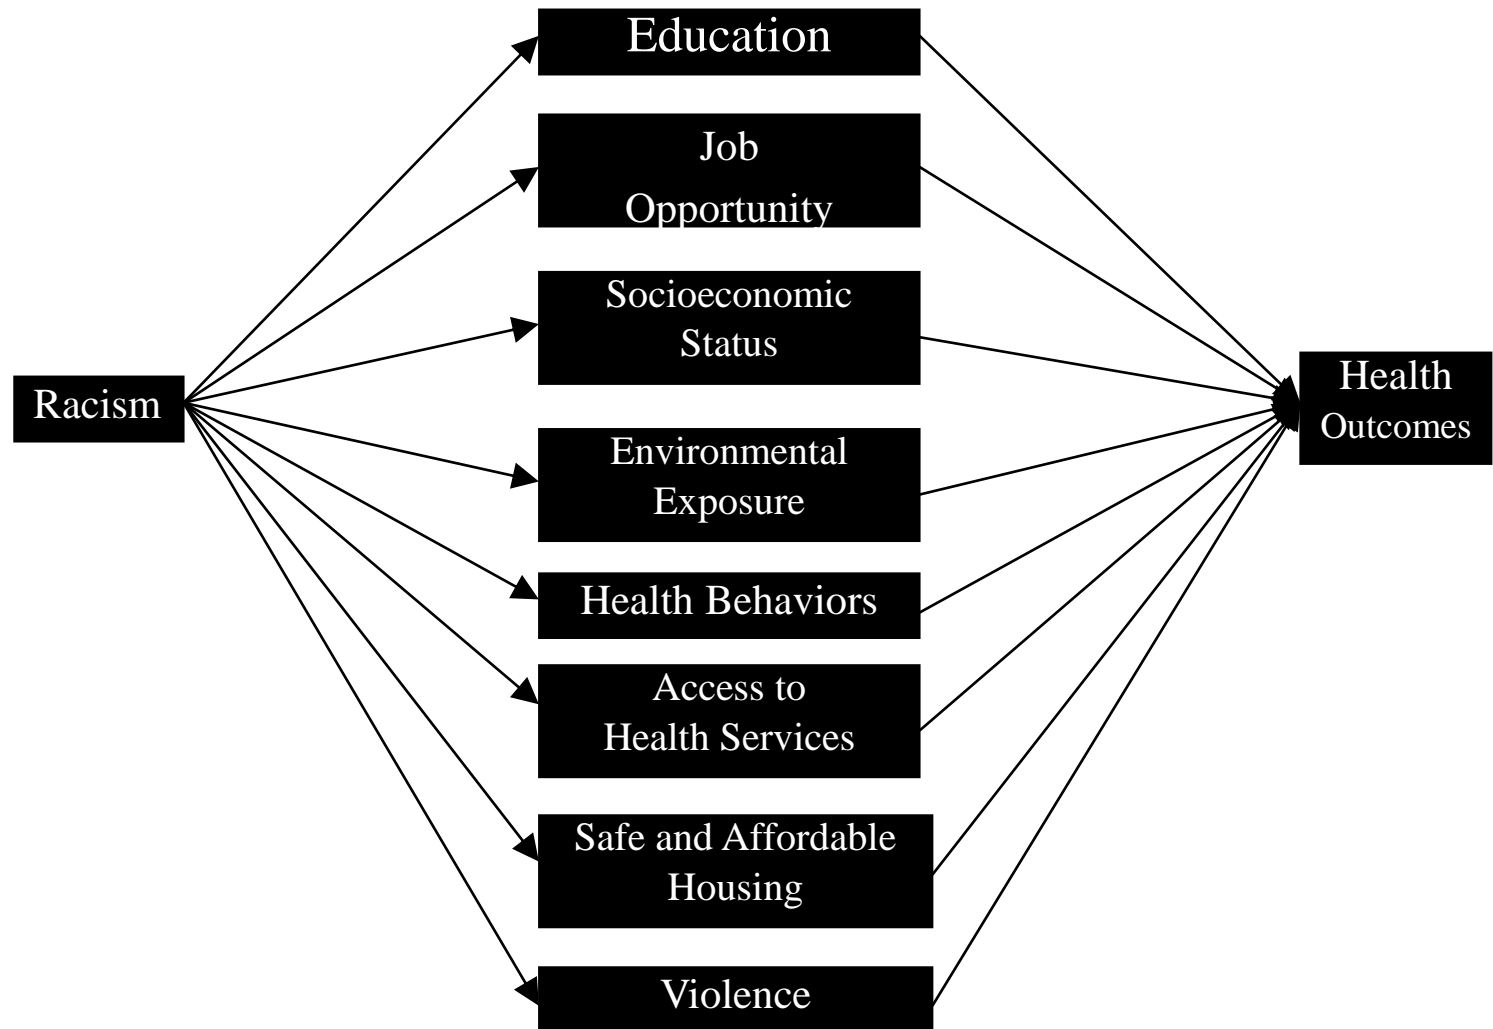 Education
Job
Opportunity
Socioeconomic
Status
Racism
Health
Outcomes
Environmental
Exposure
Health Behaviors
Access to
Health Services
Safe and Affordable
Housing
Violence